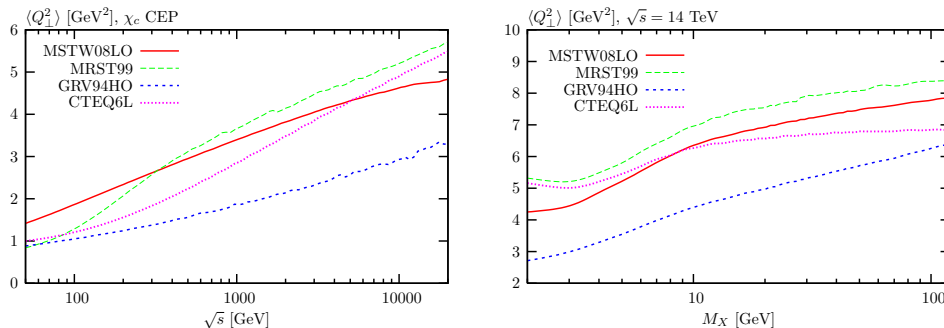 ⟨Q²⊥⟩ [GeV²], χc CEP
6
5
4
3
2
1
0
MSTW08LO
MRST99
GRV94HO
CTEQ6L
100
1000
10000
√s [GeV]
⟨Q²⊥⟩ [GeV²], √s = 14 TeV
10
9
8
7
6
5
4
3
2
MSTW08LO
MRST99
GRV94HO
CTEQ6L
10
100
M_X [GeV]